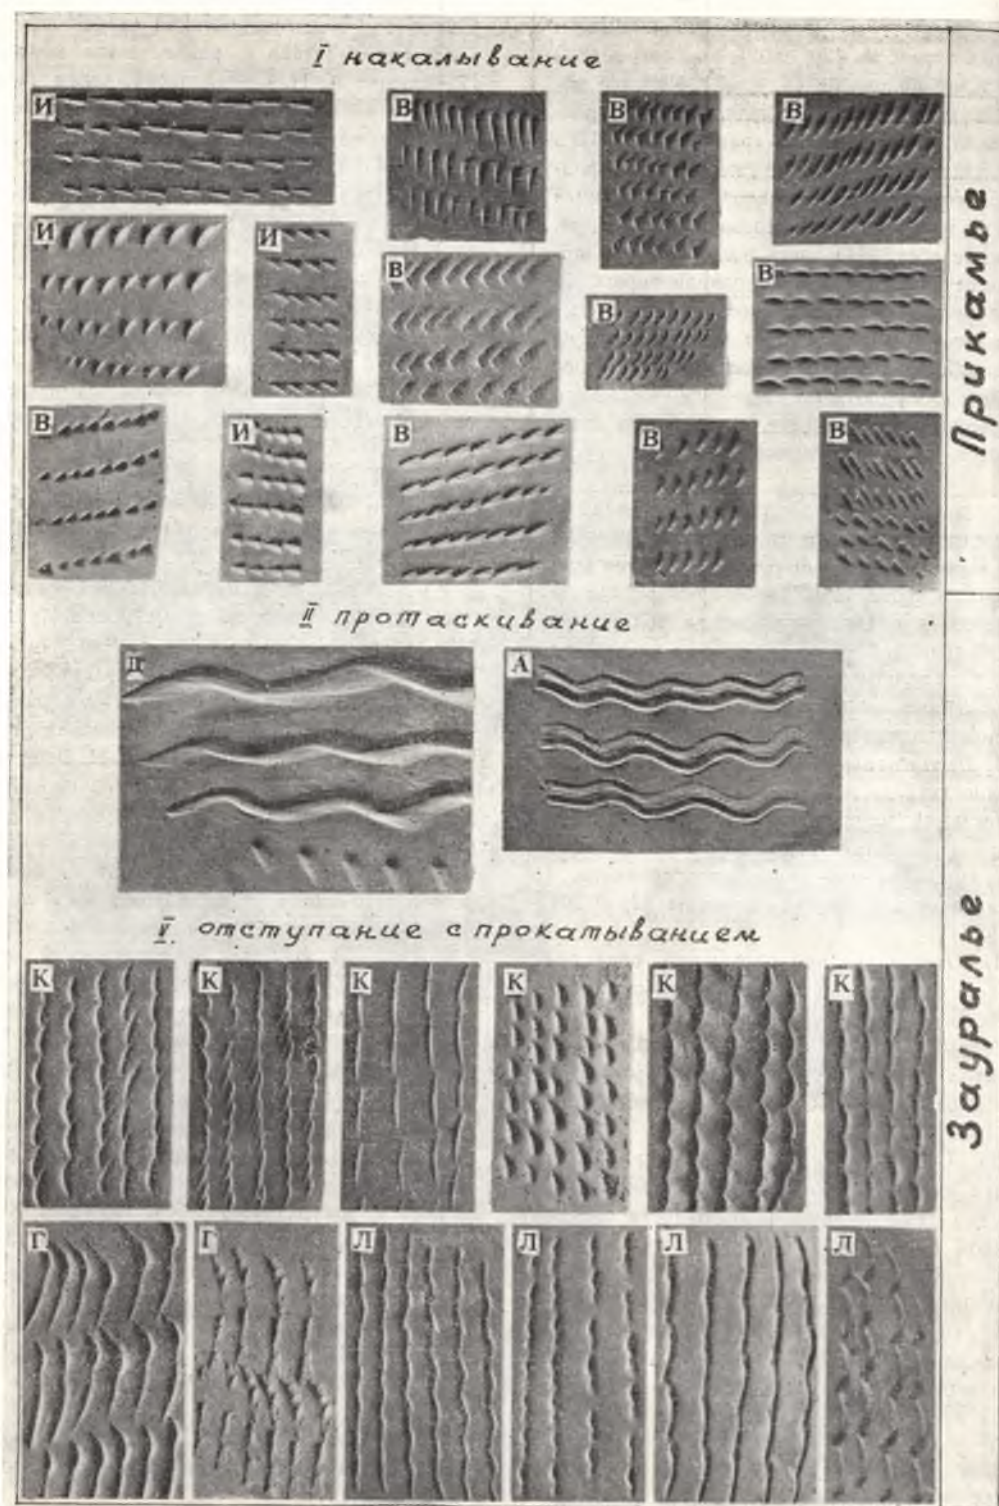 I накалывание
И В В В
И И В В В
В И В В В
Прикамье
II протаскивание
Д А
V отступание с прокатыванием
К К К К К К
Г Г Л Л Л Л
Зауралье